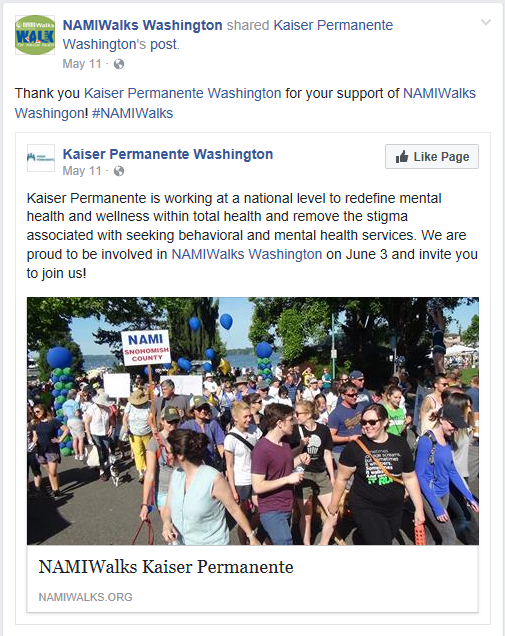 NAMIWalks Washington shared Kaiser Permanente
Washington's post.
May 11 ·
Thank you Kaiser Permanente Washington for your support of NAMIWalks
Washingon! #NAMIWalks
Kaiser Permanente Washington
May 11 ·
Like Page
Kaiser Permanente is working at a national level to redefine mental
health and wellness within total health and remove the stigma
associated with seeking behavioral and mental health services. We are
proud to be involved in NAMIWalks Washington on June 3 and invite you
to join us!
NAMI
SNOHOMISH
COUNTY
NAMIWalks Kaiser Permanente
NAMIWALKS.ORG